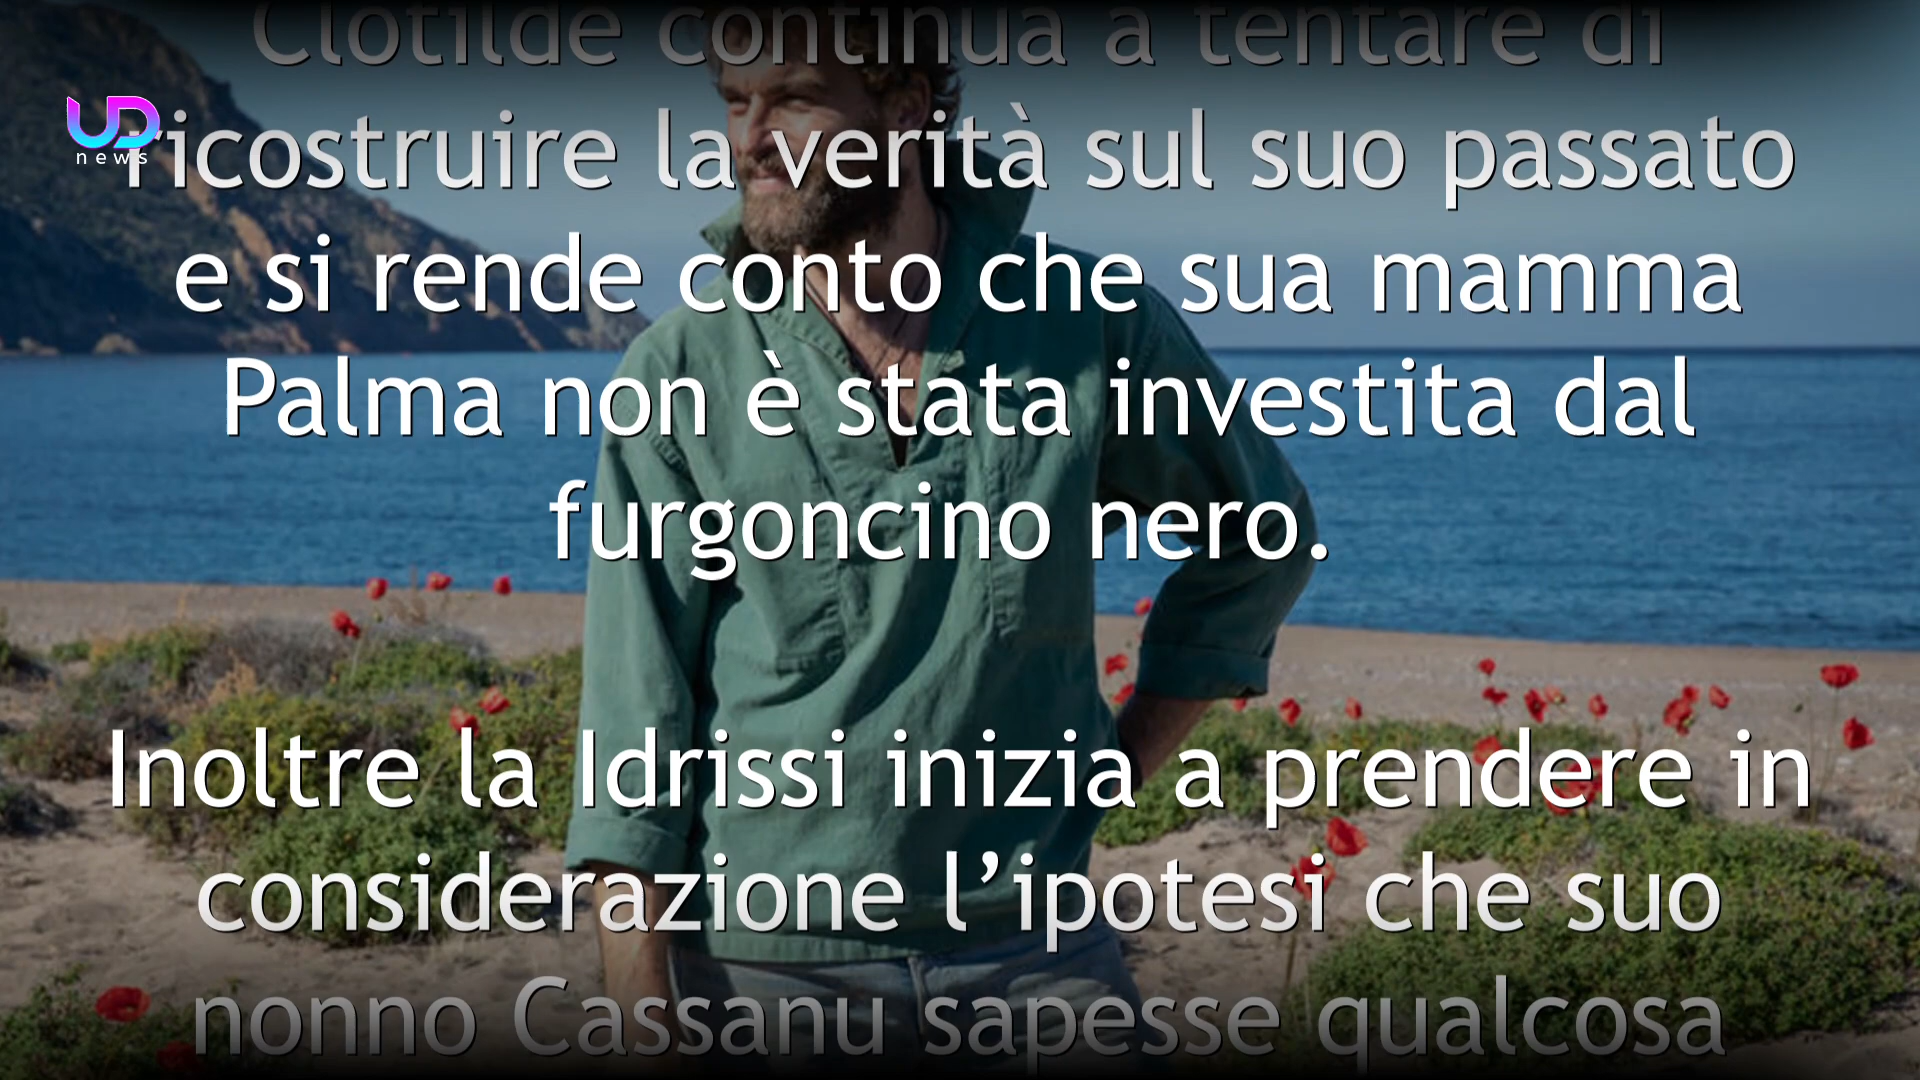 Clotilde continua a tentare di
UD
news
ricostruire la verità sul suo passato
e si rende conto che sua mamma
Palma non è stata investita dal
furgoncino nero.
Inoltre la Idrissi inizia a prendere in
considerazione l’ipotesi che suo
nonno Cassanu sapesse qualcosa